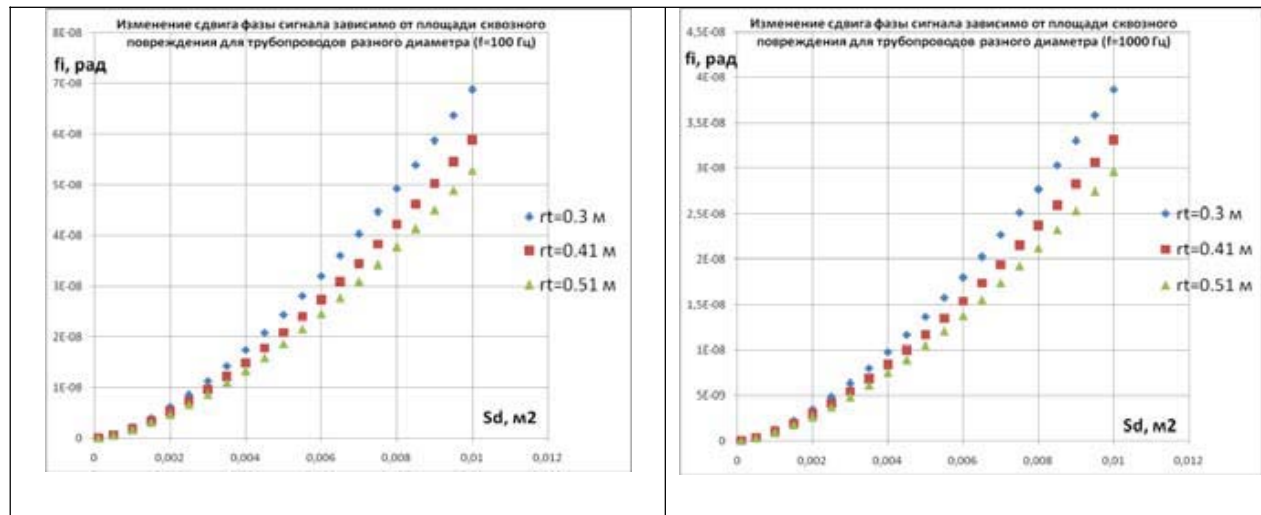 Изменение сдвига фазы сигнала зависимо от площади сквозного
повреждения для трубопроводов разного диаметра (f=100 Гц)
8E-08
fi, рад
7E-08
6E-08
5E-08
4E-08
3E-08
2E-08
1E-08
0
rt=0.3 м
rt=0.41 м
rt=0.51 м
Sd, м2
0 0,002 0,004 0,006 0,008 0,01 0,012
Изменение сдвига фазы сигнала зависимо от площади сквозного
повреждения для трубопроводов разного диаметра (f=1000 Гц)
4,5E-08
fi, рад
4E-08
3,5E-08
3E-08
2,5E-08
2E-08
1,5E-08
1E-08
5E-09
0
rt=0.3 м
rt=0.41 м
rt=0.51 м
Sd, м2
0 0,002 0,004 0,006 0,008 0,01 0,012